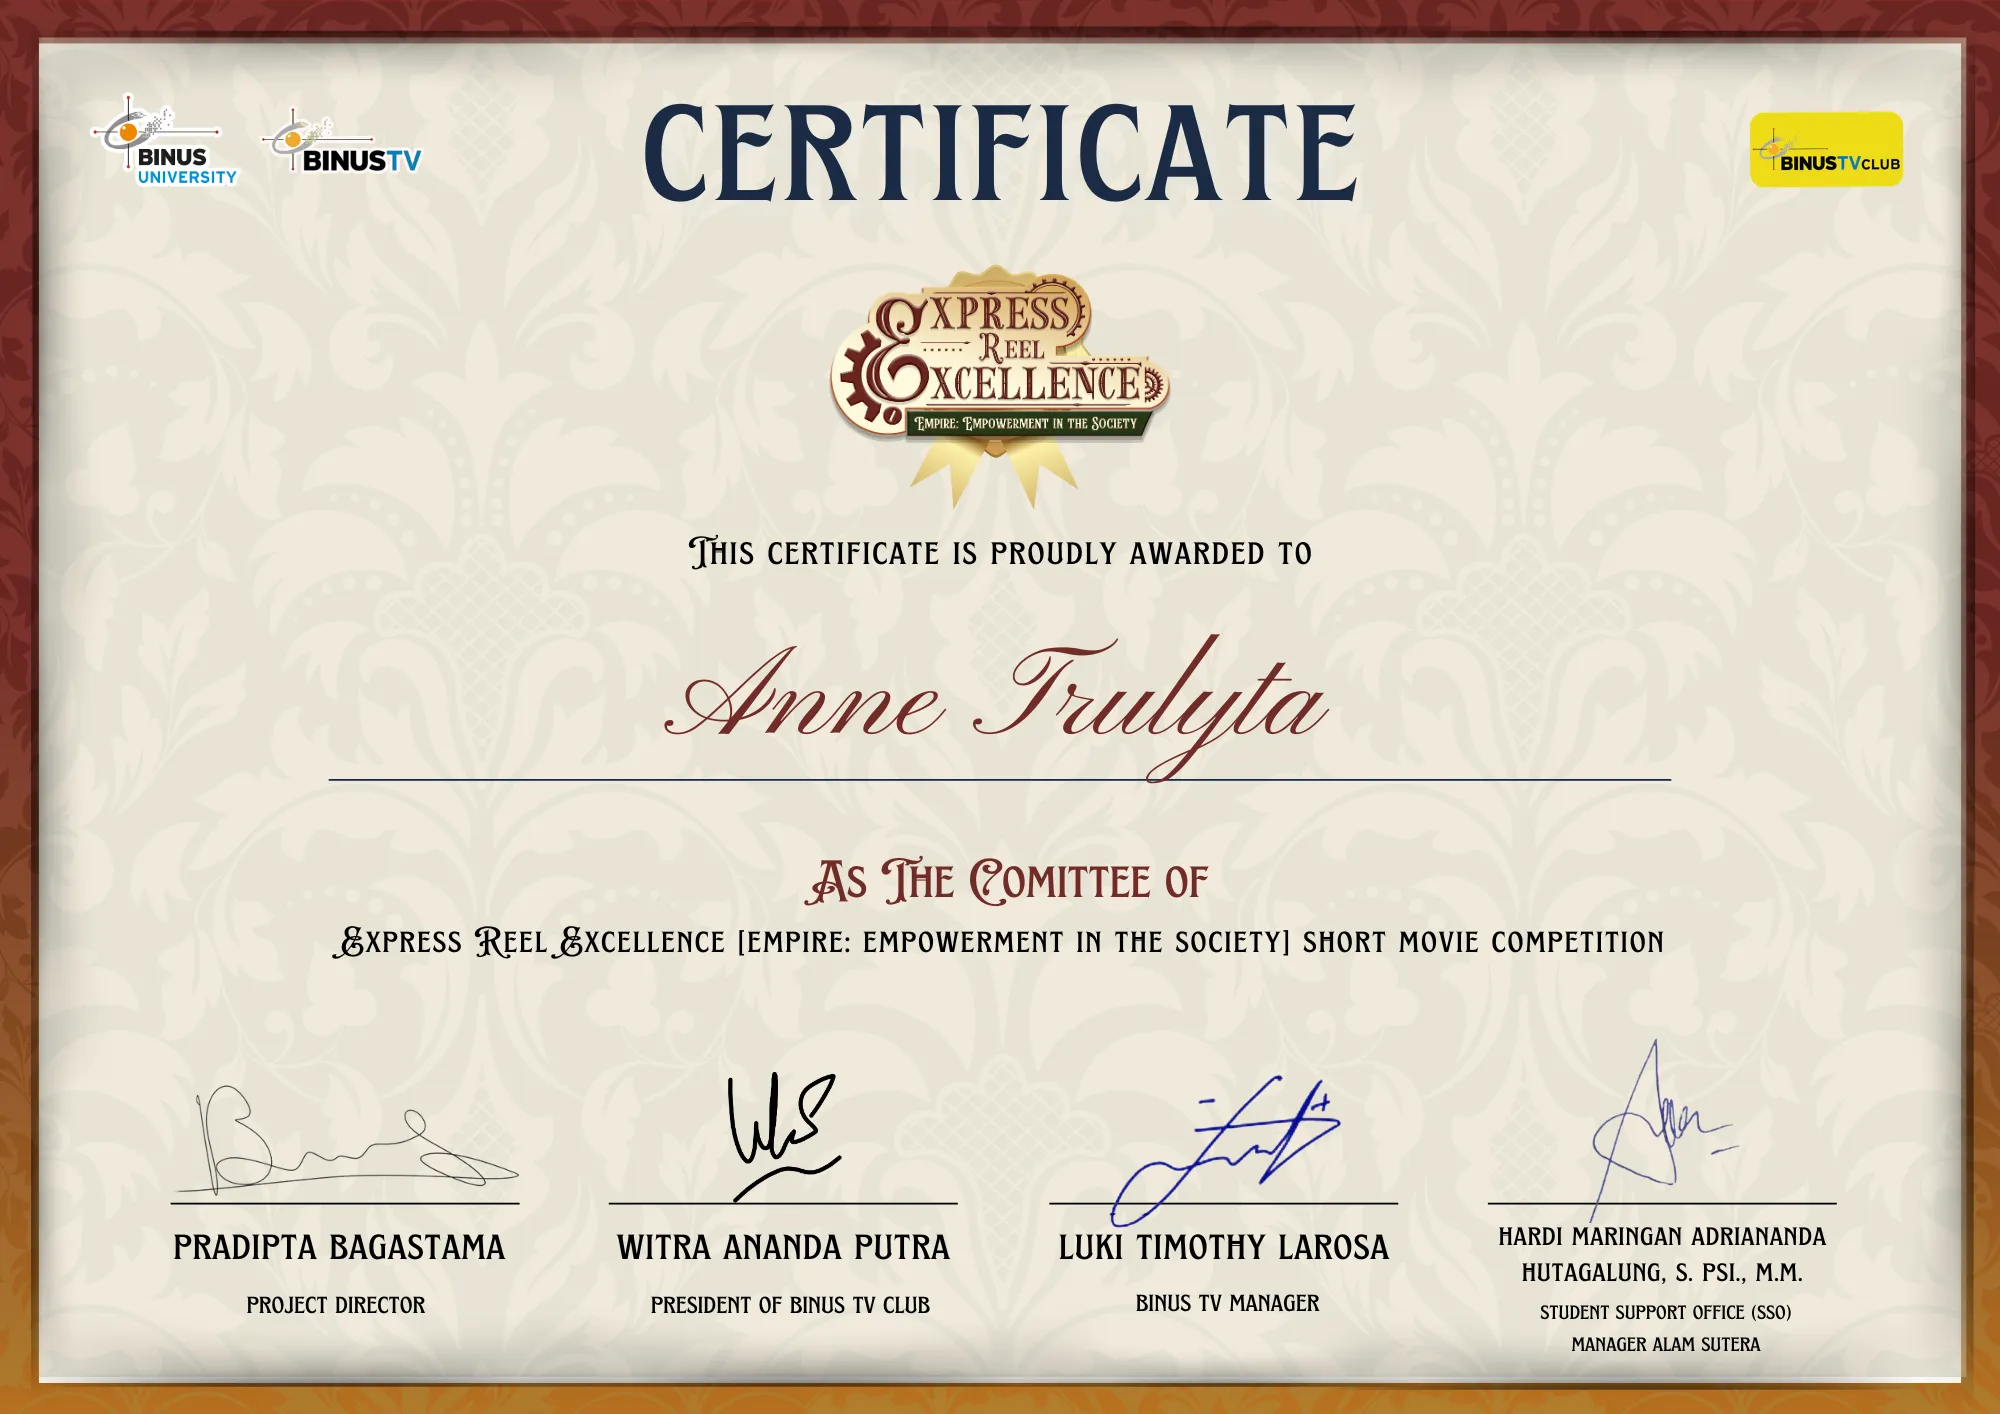 BINUS
UNIVERSITY
BINUSTV
CERTIFICATE
BINUSTVCLUB
EXPRESS
REEL
EXCELLENCE
EMPIRE: EMPOWERMENT IN THE SOCIETY
THIS CERTIFICATE IS PROUDLY AWARDED TO
Anne Trulyta
AS THE COMITTEE OF
EXPRESS REEL EXCELLENCE [EMPIRE: EMPOWERMENT IN THE SOCIETY] SHORT MOVIE COMPETITION
PRADIPTA BAGASTAMA
PROJECT DIRECTOR
WITRA ANANDA PUTRA
PRESIDENT OF BINUS TV CLUB
LUKI TIMOTHY LAROSA
BINUS TV MANAGER
HARDI MARINGAN ADRIANANDA
HUTAGALUNG, S. PSI., M.M.
STUDENT SUPPORT OFFICE (SSO)
MANAGER ALAM SUTERA